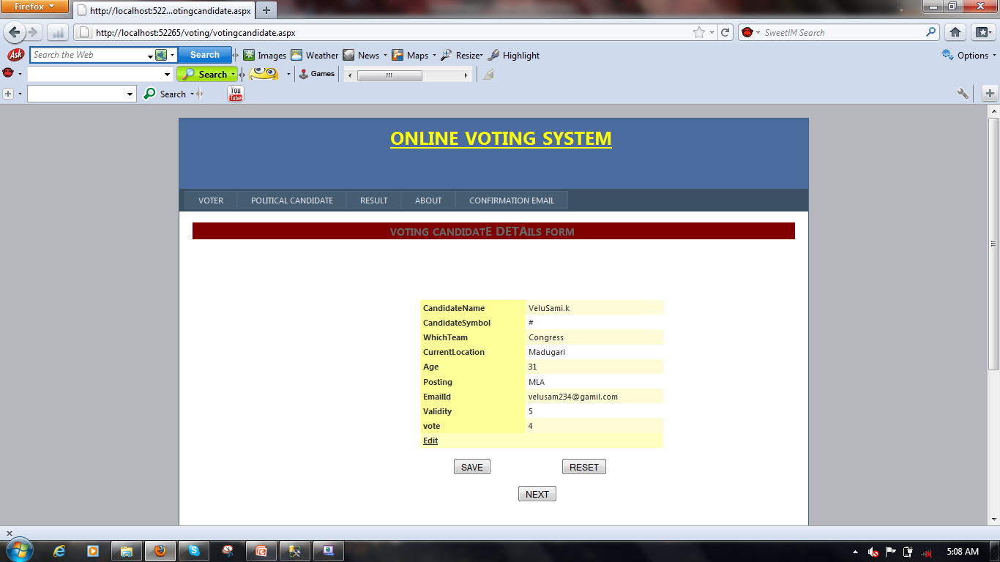 Firefox
http://localhost:522...otingcandidate.aspx
http://localhost:52265/voting/votingcandidate.aspx
SweetIM Search
Ask Search the Web Search Images Weather News Maps Resize Highlight Options
Search Games
Search You Tube
ONLINE VOTING SYSTEM
VOTER POLITICAL CANDIDATE RESULT ABOUT CONFIRMATION EMAIL
VOTING CANDIDATE DETAILS FORM
CandidateName VeluSami.k
CandidateSymbol #
WhichTeam Congress
CurrentLocation Madugari
Age 31
Posting MLA
EmailId velusam234@gamil.com
Validity 5
vote 4
Edit
SAVE RESET
NEXT
x
5:08 AM